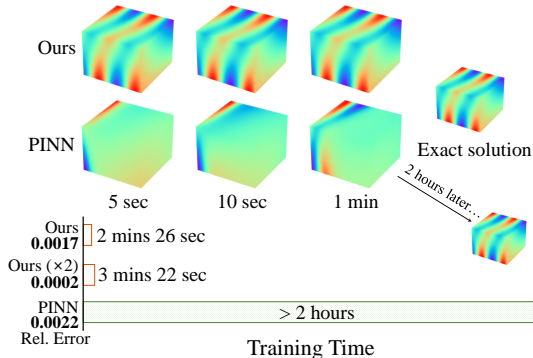 Ours
PINN
5 sec
10 sec
1 min
Exact solution
2 hours later...
Ours
0.0017
2 mins 26 sec
Ours (×2)
0.0002
3 mins 22 sec
PINN
0.0022
> 2 hours
Rel. Error
Training Time